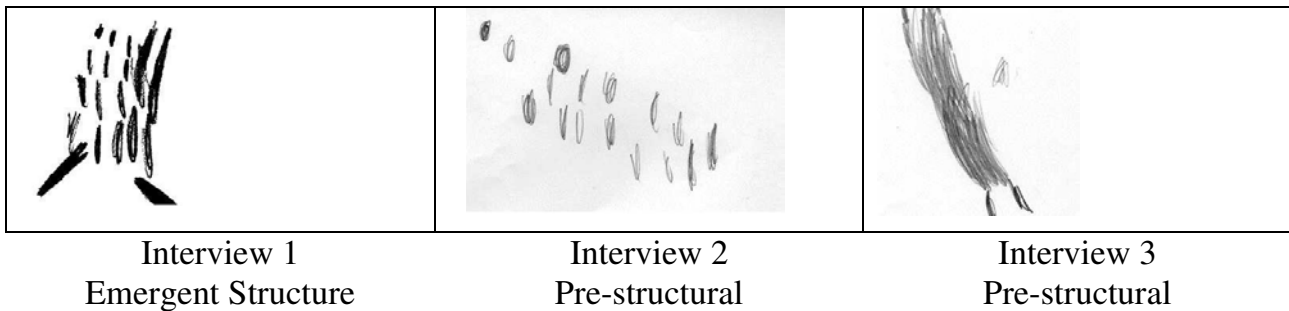 Interview 1
Emergent Structure
Interview 2
Pre-structural
Interview 3
Pre-structural